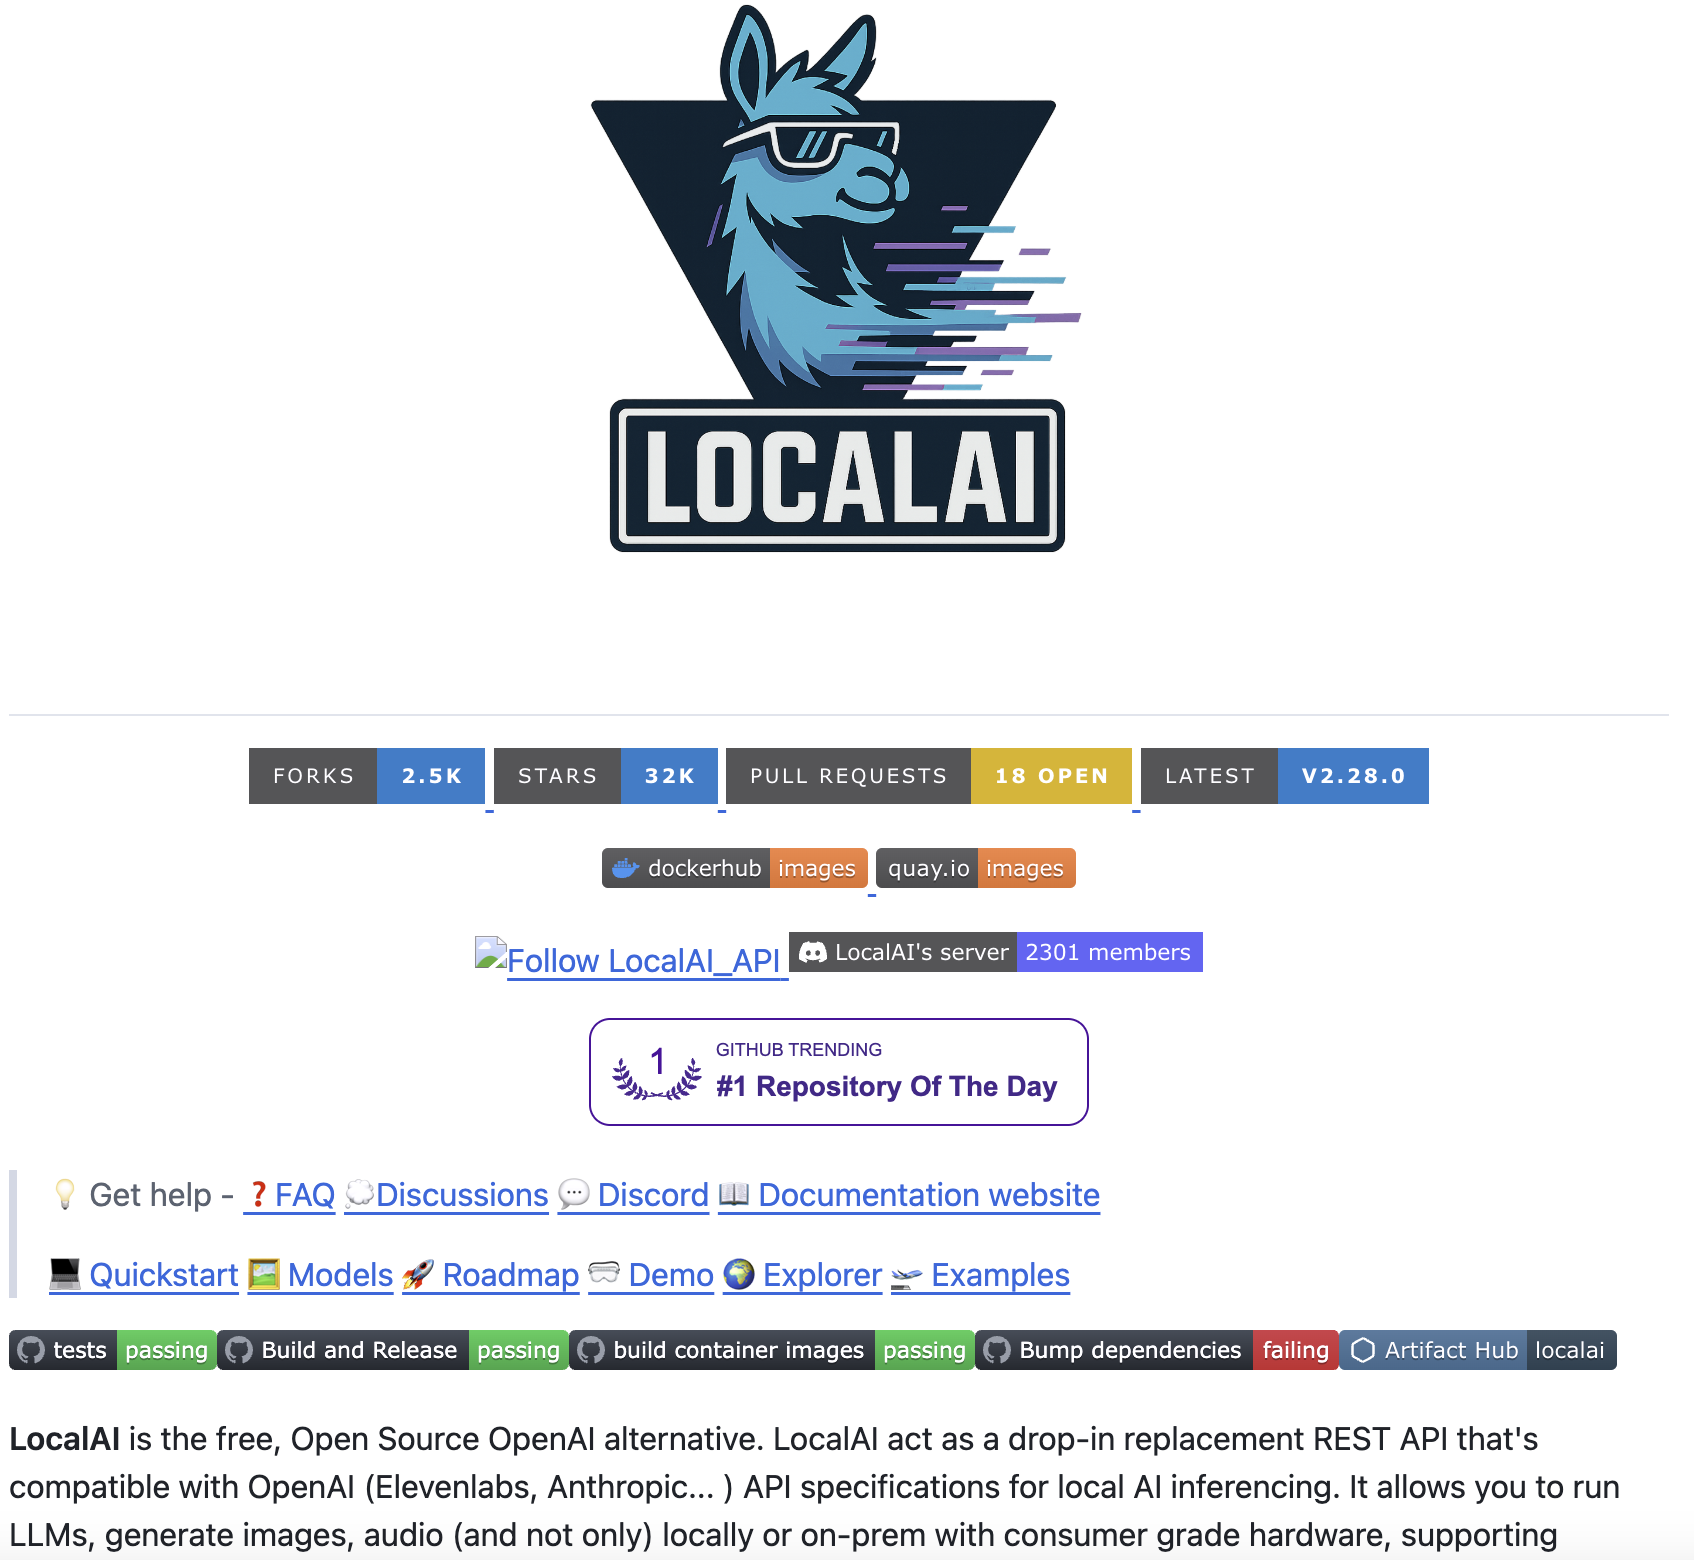 LOCALAI
FORKS 2.5K STARS 32K PULL REQUESTS 18 OPEN LATEST V2.28.0
dockerhub images quay.io images
Follow LocalAI_API LocalAI's server 2301 members
1 GITHUB TRENDING
#1 Repository Of The Day
💡 Get help - ❓FAQ 💭Discussions 💬 Discord 📖 Documentation website
💻 Quickstart 🖼️ Models 🚀 Roadmap 🥽 Demo 🌍 Explorer 🛫 Examples
tests passing Build and Release passing build container images passing Bump dependencies failing Artifact Hub localai
LocalAI is the free, Open Source OpenAI alternative. LocalAI act as a drop-in replacement REST API that's
compatible with OpenAI (Elevenlabs, Anthropic... ) API specifications for local AI inferencing. It allows you to run
LLMs, generate images, audio (and not only) locally or on-prem with consumer grade hardware, supporting